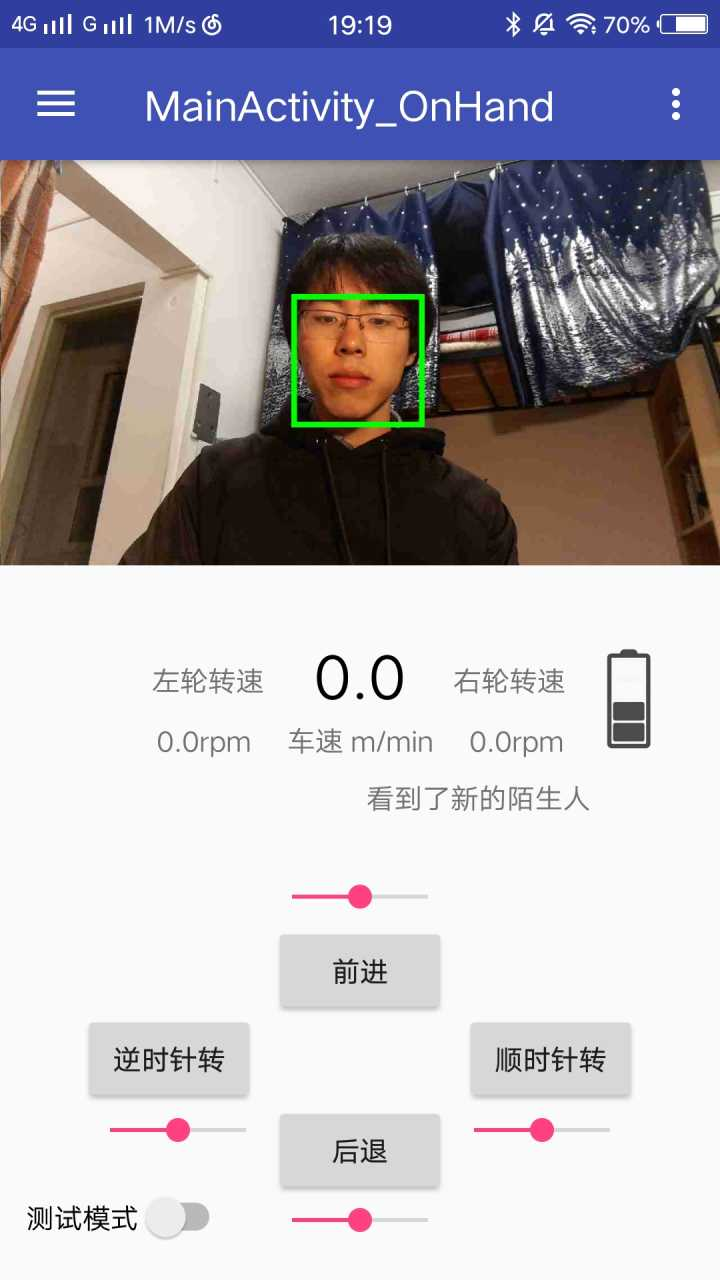 4G G 1M/s 19:19 70%
MainActivity_OnHand
左轮转速 0.0 右轮转速
0.0rpm 车速 m/min 0.0rpm
看到了新的陌生人
前进
逆时针转 顺时针转
后退
测试模式